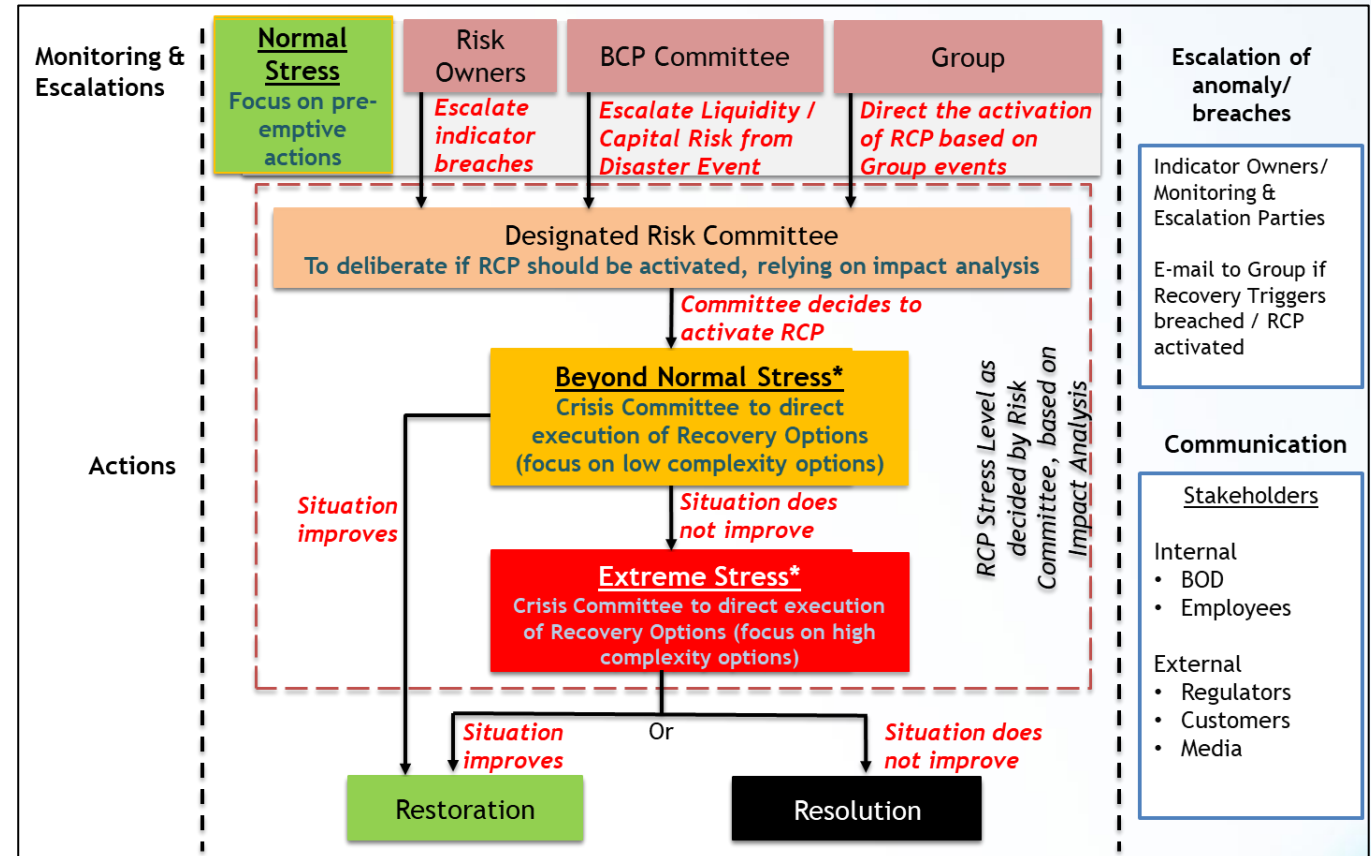 Monitoring &
Escalations
Normal
Stress
Focus on pre-
emptive
actions
Risk
Owners
Escalate
indicator
breaches
BCP Committee
Escalate Liquidity /
Capital Risk from
Disaster Event
Group
Direct the activation
of RCP based on
Group events
Designated Risk Committee
To deliberate if RCP should be activated, relying on impact analysis
Committee decides to
activate RCP
Actions
Beyond Normal Stress*
Crisis Committee to direct
execution of Recovery Options
(focus on low complexity options)
Situation
improves
Situation does
not improve
Extreme Stress*
Crisis Committee to direct execution
of Recovery Options (focus on high
complexity options)
RCP Stress Level as
decided by Risk
Committee, based on
Impact Analysis
Situation
improves
Or
Situation does
not improve
Restoration
Resolution
Escalation of
anomaly/
breaches
Indicator Owners/
Monitoring &
Escalation Parties
E-mail to Group if
Recovery Triggers
breached / RCP
activated
Communication
Stakeholders
Internal
• BOD
• Employees
External
• Regulators
• Customers
• Media